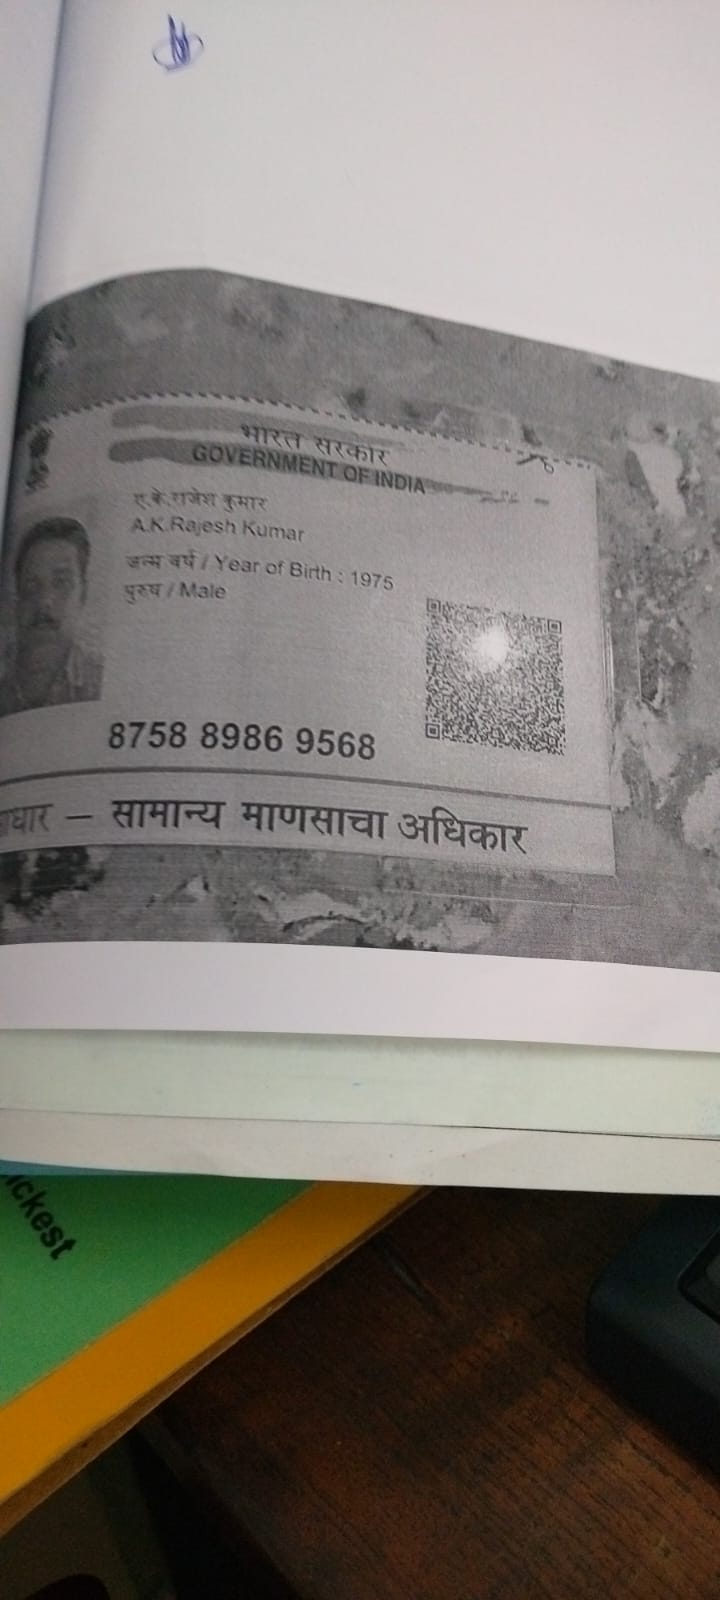 भारत सरकार
GOVERNMENT OF INDIA
ए.के.राजेश कुमार
A.K.Rajesh Kumar
जन्म वर्ष / Year of Birth : 1975
पुरुष / Male
8758 8986 9568
– सामान्य माणसाचा अधिकार